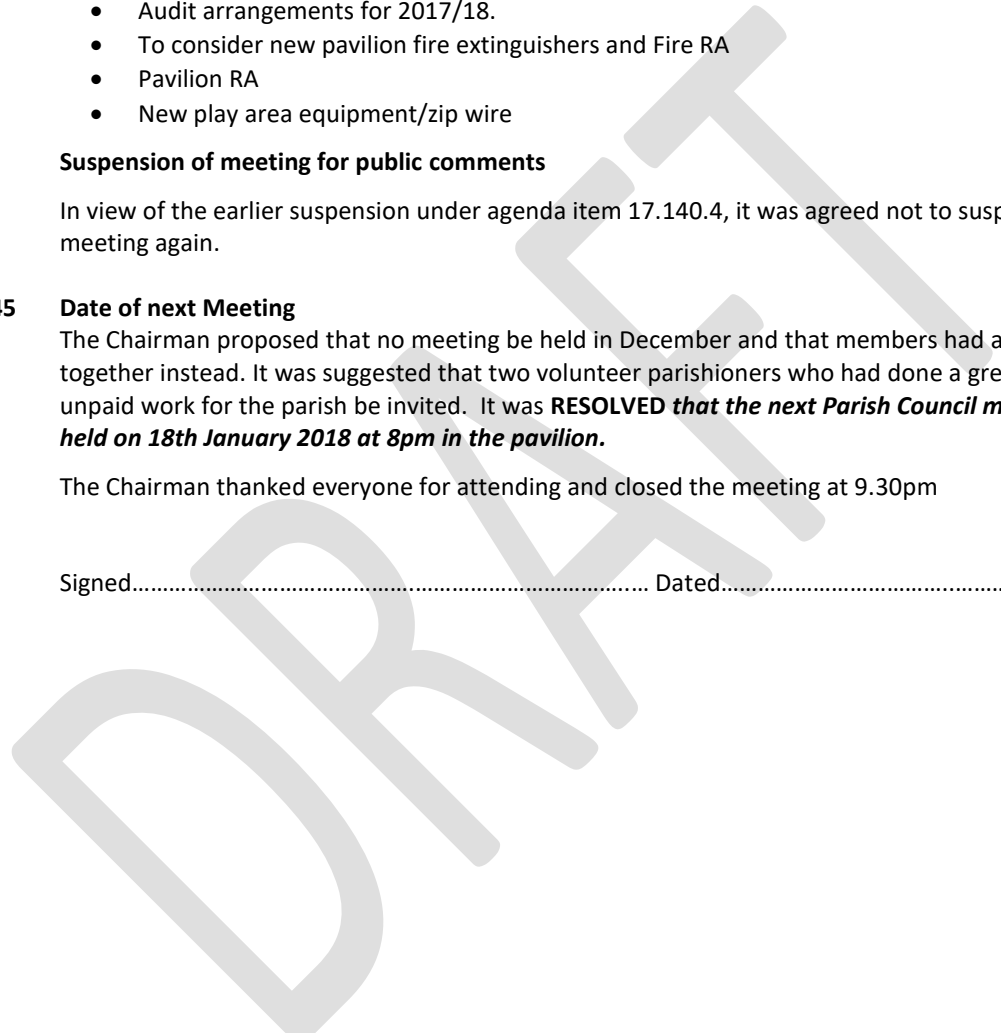 • Audit arrangements for 2017/18.
• To consider new pavilion fire extinguishers and Fire RA
• Pavilion RA
• New play area equipment/zip wire
Suspension of meeting for public comments
In view of the earlier suspension under agenda item 17.140.4, it was agreed not to susp
meeting again.
45 Date of next Meeting
The Chairman proposed that no meeting be held in December and that members had a
together instead. It was suggested that two volunteer parishioners who had done a gre
unpaid work for the parish be invited. It was RESOLVED that the next Parish Council m
held on 18th January 2018 at 8pm in the pavilion.
The Chairman thanked everyone for attending and closed the meeting at 9.30pm
Signed…………………………………………………………………………… Dated…………………………………………
DRAFT